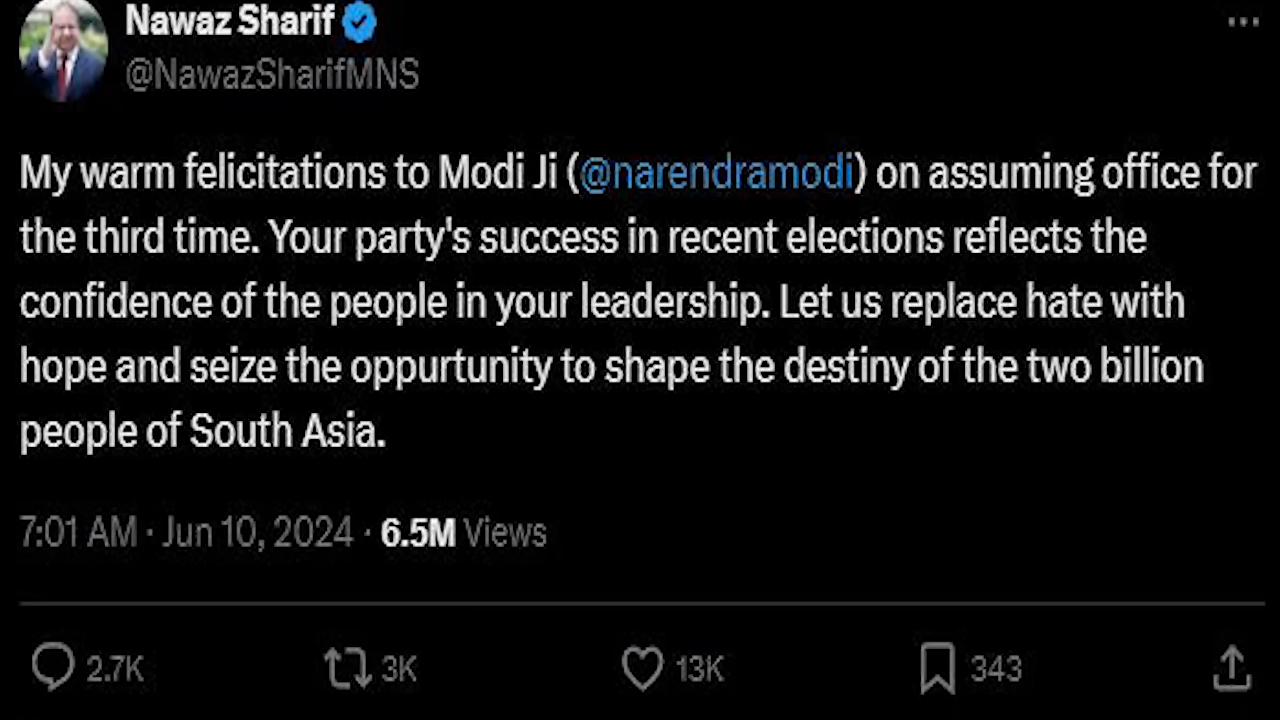 Nawaz Sharif
@NawazSharifMNS
My warm felicitations to Modi Ji (@narendramodi) on assuming office for
the third time. Your party's success in recent elections reflects the
confidence of the people in your leadership. Let us replace hate with
hope and seize the oppurtunity to shape the destiny of the two billion
people of South Asia.
7:01 AM · Jun 10, 2024 · 6.5M Views
2.7K 3K 13K 343